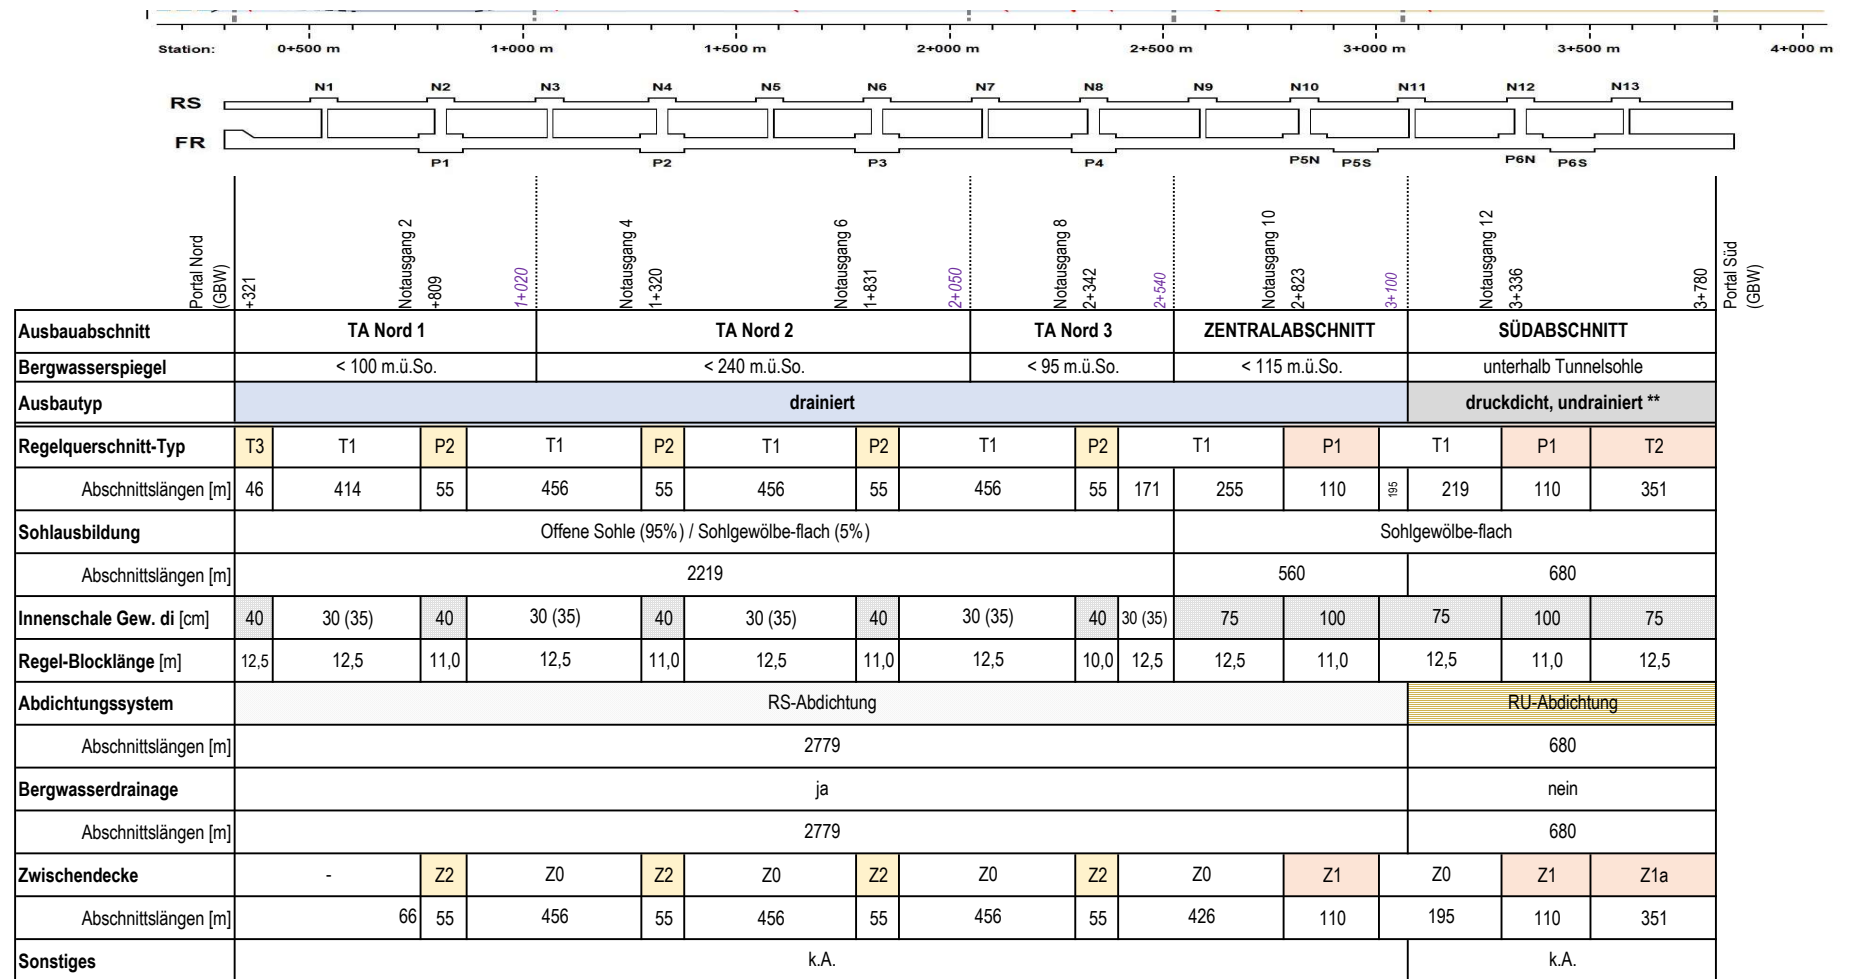 Station: 0+500 m 1+000 m 1+500 m 2+000 m 2+500 m 3+000 m 3+500 m 4+000 m
N1 N2 N3 N4 N5 N6 N7 N8 N9 N10 N11 N12 N13
RS
FR
P1 P2 P3 P4 P5N P5S P6N P6S
Portal Nord
(GBW)
+321
Notausgang 2
+809
1+020
Notausgang 4
1+320
Notausgang 6
1+831
2+050
Notausgang 8
2+342
2+540
Notausgang 10
2+823
3+100
Notausgang 12
3+336
3+780
Portal Süd
(GBW)
Ausbauabschnitt TA Nord 1 TA Nord 2 TA Nord 3 ZENTRALABSCHNITT SÜDABSCHNITT
Bergwasserspiegel < 100 m.ü.So. < 240 m.ü.So. < 95 m.ü.So. < 115 m.ü.So. unterhalb Tunnelsohle
Ausbautyp drainiert druckdicht, undrainiert **
Regelquerschnitt-Typ T3 T1 P2 T1 P2 T1 P2 T1 P2 T1 P1 T1 P1 T2
Abschnittslängen [m] 46 414 55 456 55 456 55 456 55 171 255 110 195 219 110 351
Sohlausbildung Offene Sohle (95%) / Sohlgewölbe-flach (5%) Sohlgewölbe-flach
Abschnittslängen [m] 2219 560 680
Innenschale Gew. di [cm] 40 30 (35) 40 30 (35) 40 30 (35) 40 30 (35) 40 30 (35) 75 100 75 100 75
Regel-Blocklänge [m] 12,5 12,5 11,0 12,5 11,0 12,5 11,0 12,5 10,0 12,5 12,5 11,0 12,5 11,0 12,5
Abdichtungssystem RS-Abdichtung RU-Abdichtung
Abschnittslängen [m] 2779 680
Bergwasserdrainage ja nein
Abschnittslängen [m] 2779 680
Zwischendecke - Z2 Z0 Z2 Z0 Z2 Z0 Z2 Z0 Z1 Z0 Z1 Z1a
Abschnittslängen [m] 66 55 456 55 456 55 456 55 426 110 195 110 351
Sonstiges k.A. k.A.